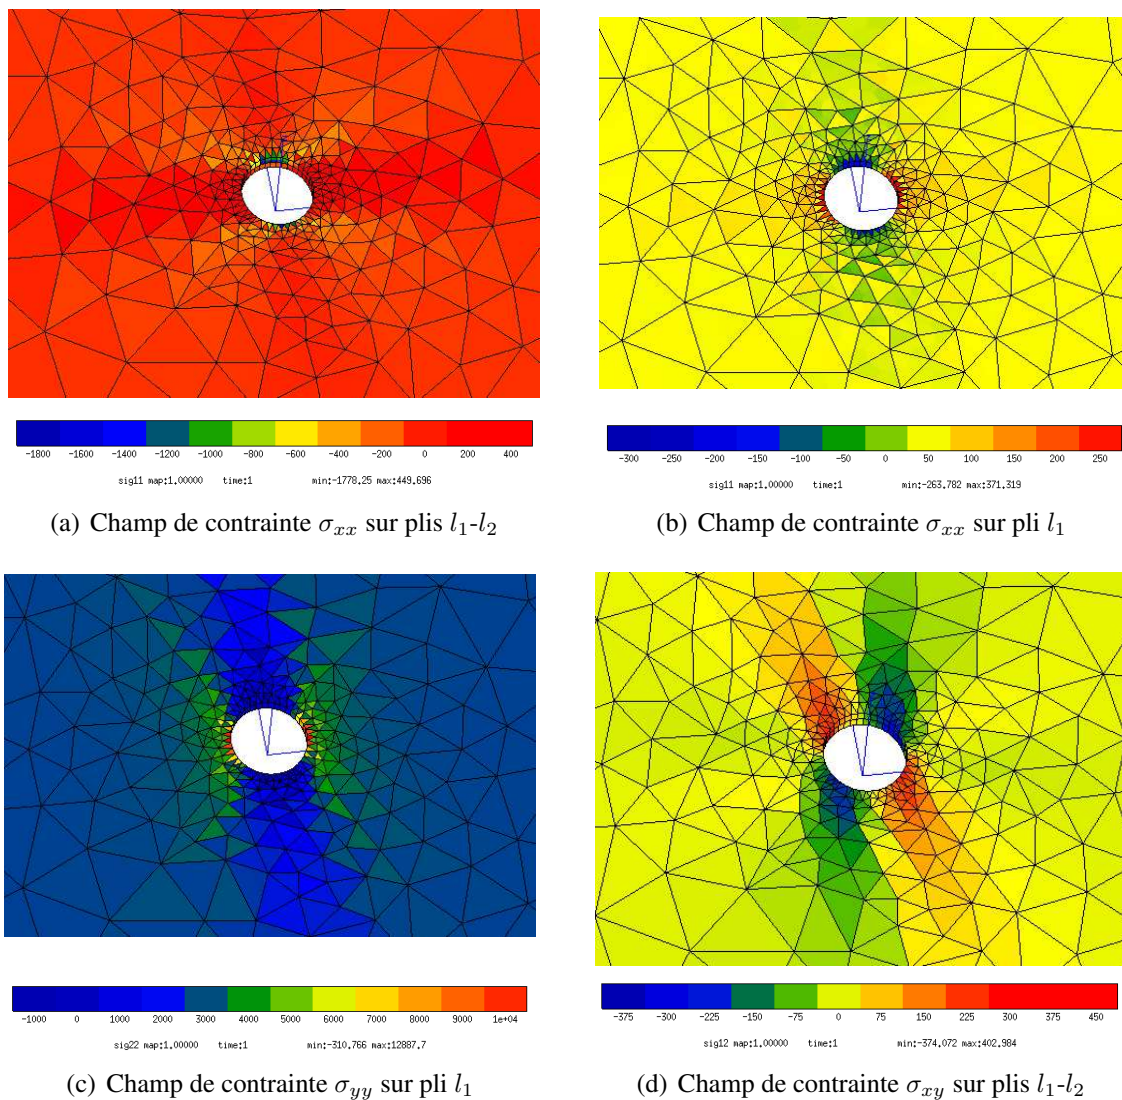 -1800 -1600 -1400 -1200 -1000 -800 -600 -400 -200 0 200 400
sig11 map:1.00000 time:1 min:-1778.25 max:449.696
(a) Champ de contrainte σxx sur plis l1-l2
-300 -250 -200 -150 -100 -50 0 50 100 150 200 250
sig11 map:1.00000 time:1 min:-263.782 max:371.319
(b) Champ de contrainte σxx sur pli l1
-1000 0 1000 2000 3000 4000 5000 6000 7000 8000 9000 1e+04
sig22 map:1.00000 time:1 min:-310.766 max:12887.7
(c) Champ de contrainte σyy sur pli l1
-375 -300 -225 -150 -75 0 75 150 225 300 375 450
sig12 map:1.00000 time:1 min:-374.072 max:402.984
(d) Champ de contrainte σxy sur plis l1-l2